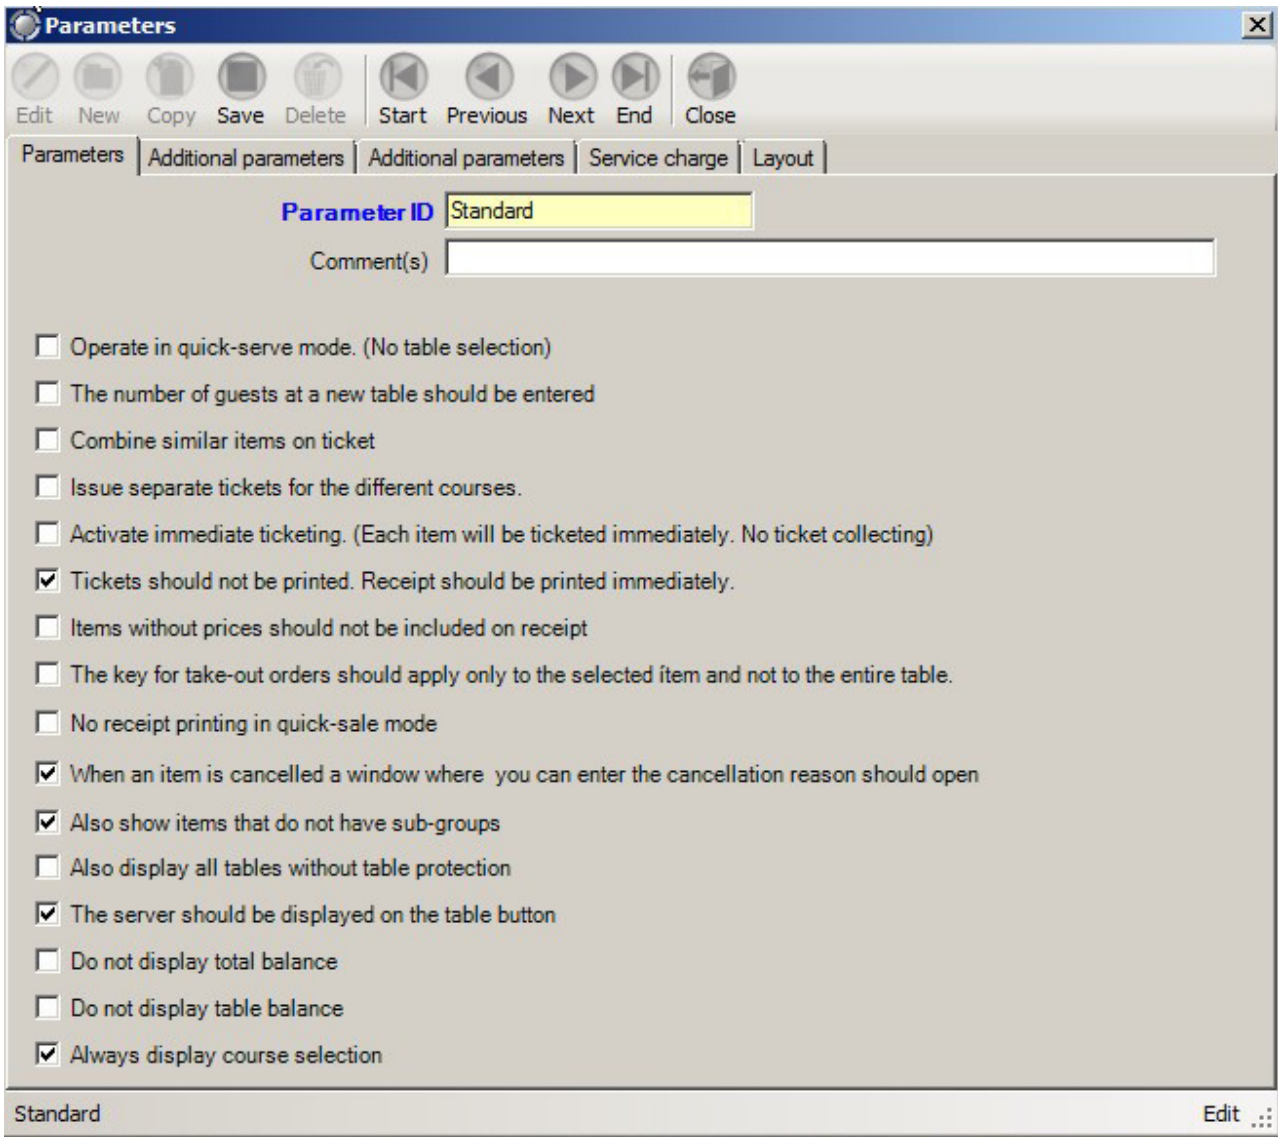 Parameters
Edit New Copy Save Delete Start Previous Next End Close
Parameters Additional parameters Additional parameters Service charge Layout
Parameter ID Standard
Comment(s)
Operate in quick-serve mode. (No table selection)
The number of guests at a new table should be entered
Combine similar items on ticket
Issue separate tickets for the different courses.
Activate immediate ticketing. (Each item will be ticketed immediately. No ticket collecting)
Tickets should not be printed. Receipt should be printed immediately.
Items without prices should not be included on receipt
The key for take-out orders should apply only to the selected ítem and not to the entire table.
No receipt printing in quick-sale mode
When an item is cancelled a window where  you can enter the cancellation reason should open
Also show items that do not have sub-groups
Also display all tables without table protection
The server should be displayed on the table button
Do not display total balance
Do not display table balance
Always display course selection
Standard Edit